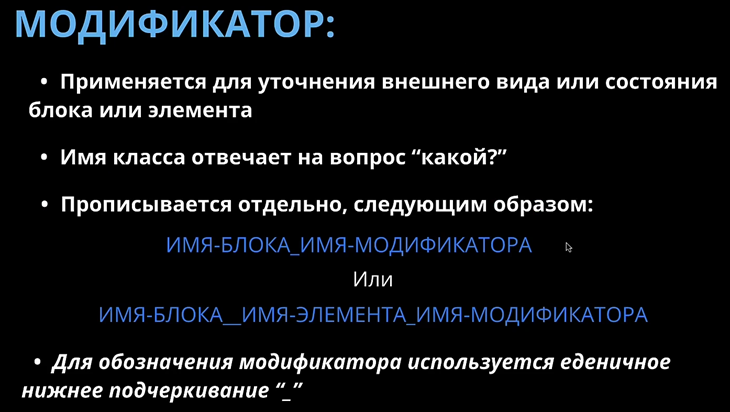 МОДИФИКАТОР:
• Применяется для уточнения внешнего вида или состояния
блока или элемента
• Имя класса отвечает на вопрос “какой?”
• Прописывается отдельно, следующим образом:
ИМЯ-БЛОКА_ИМЯ-МОДИФИКАТОРА
Или
ИМЯ-БЛОКА__ИМЯ-ЭЛЕМЕНТА_ИМЯ-МОДИФИКАТОРА
• Для обозначения модификатора используется еденичное
нижнее подчеркивание “_”